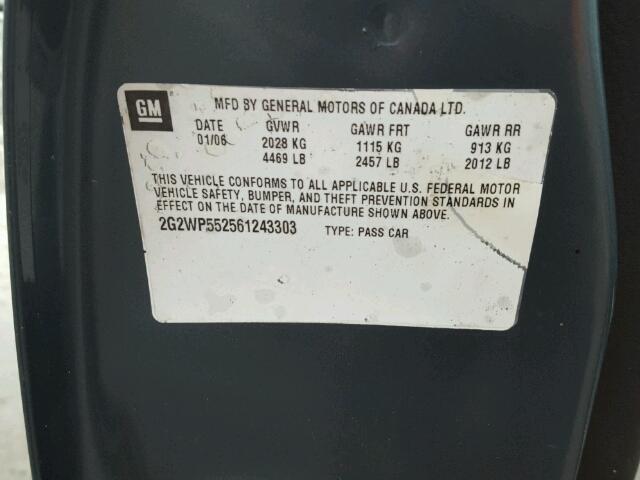 GM MFD BY GENERAL MOTORS OF CANADA LTD.
DATE GVWR GAWR FRT GAWR RR
01/06 2028 KG 1115 KG 913 KG
4469 LB 2457 LB 2012 LB
THIS VEHICLE CONFORMS TO ALL APPLICABLE U.S. FEDERAL MOTOR
VEHICLE SAFETY, BUMPER, AND THEFT PREVENTION STANDARDS IN
EFFECT ON THE DATE OF MANUFACTURE SHOWN ABOVE.
2G2WP552561243303 TYPE: PASS CAR